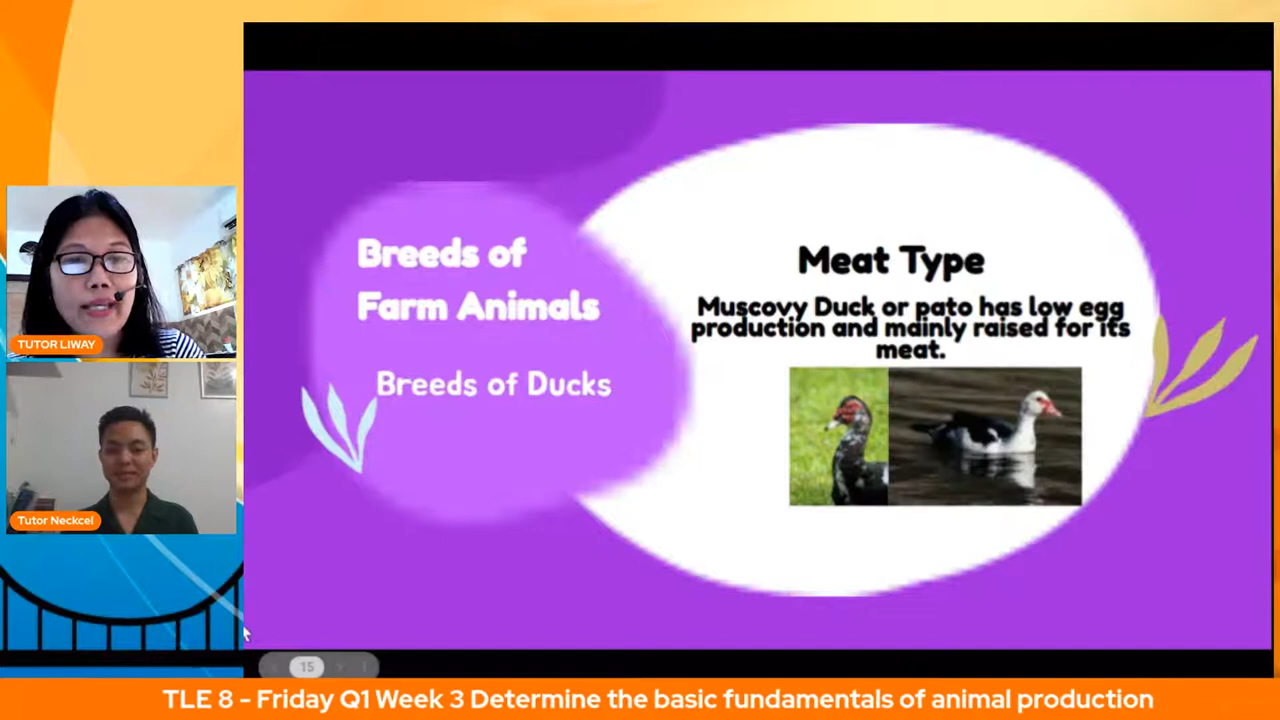 Breeds of
Farm Animals
Breeds of Ducks
Meat Type
Muscovy Duck or pato has low egg
production and mainly raised for its
meat.
TUTOR LIWAY
Tutor Neckcel
15
TLE 8 - Friday Q1 Week 3 Determine the basic fundamentals of animal production